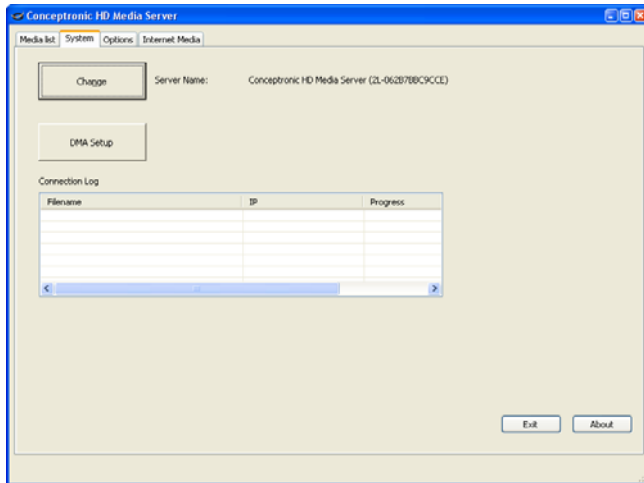 Conceptronic HD Media Server
Media list System Options Internet Media
Change Server Name: Conceptronic HD Media Server (2L-062B7BBC9CCE)
DMA Setup
Connection Log
Filename IP Progress
Exit About